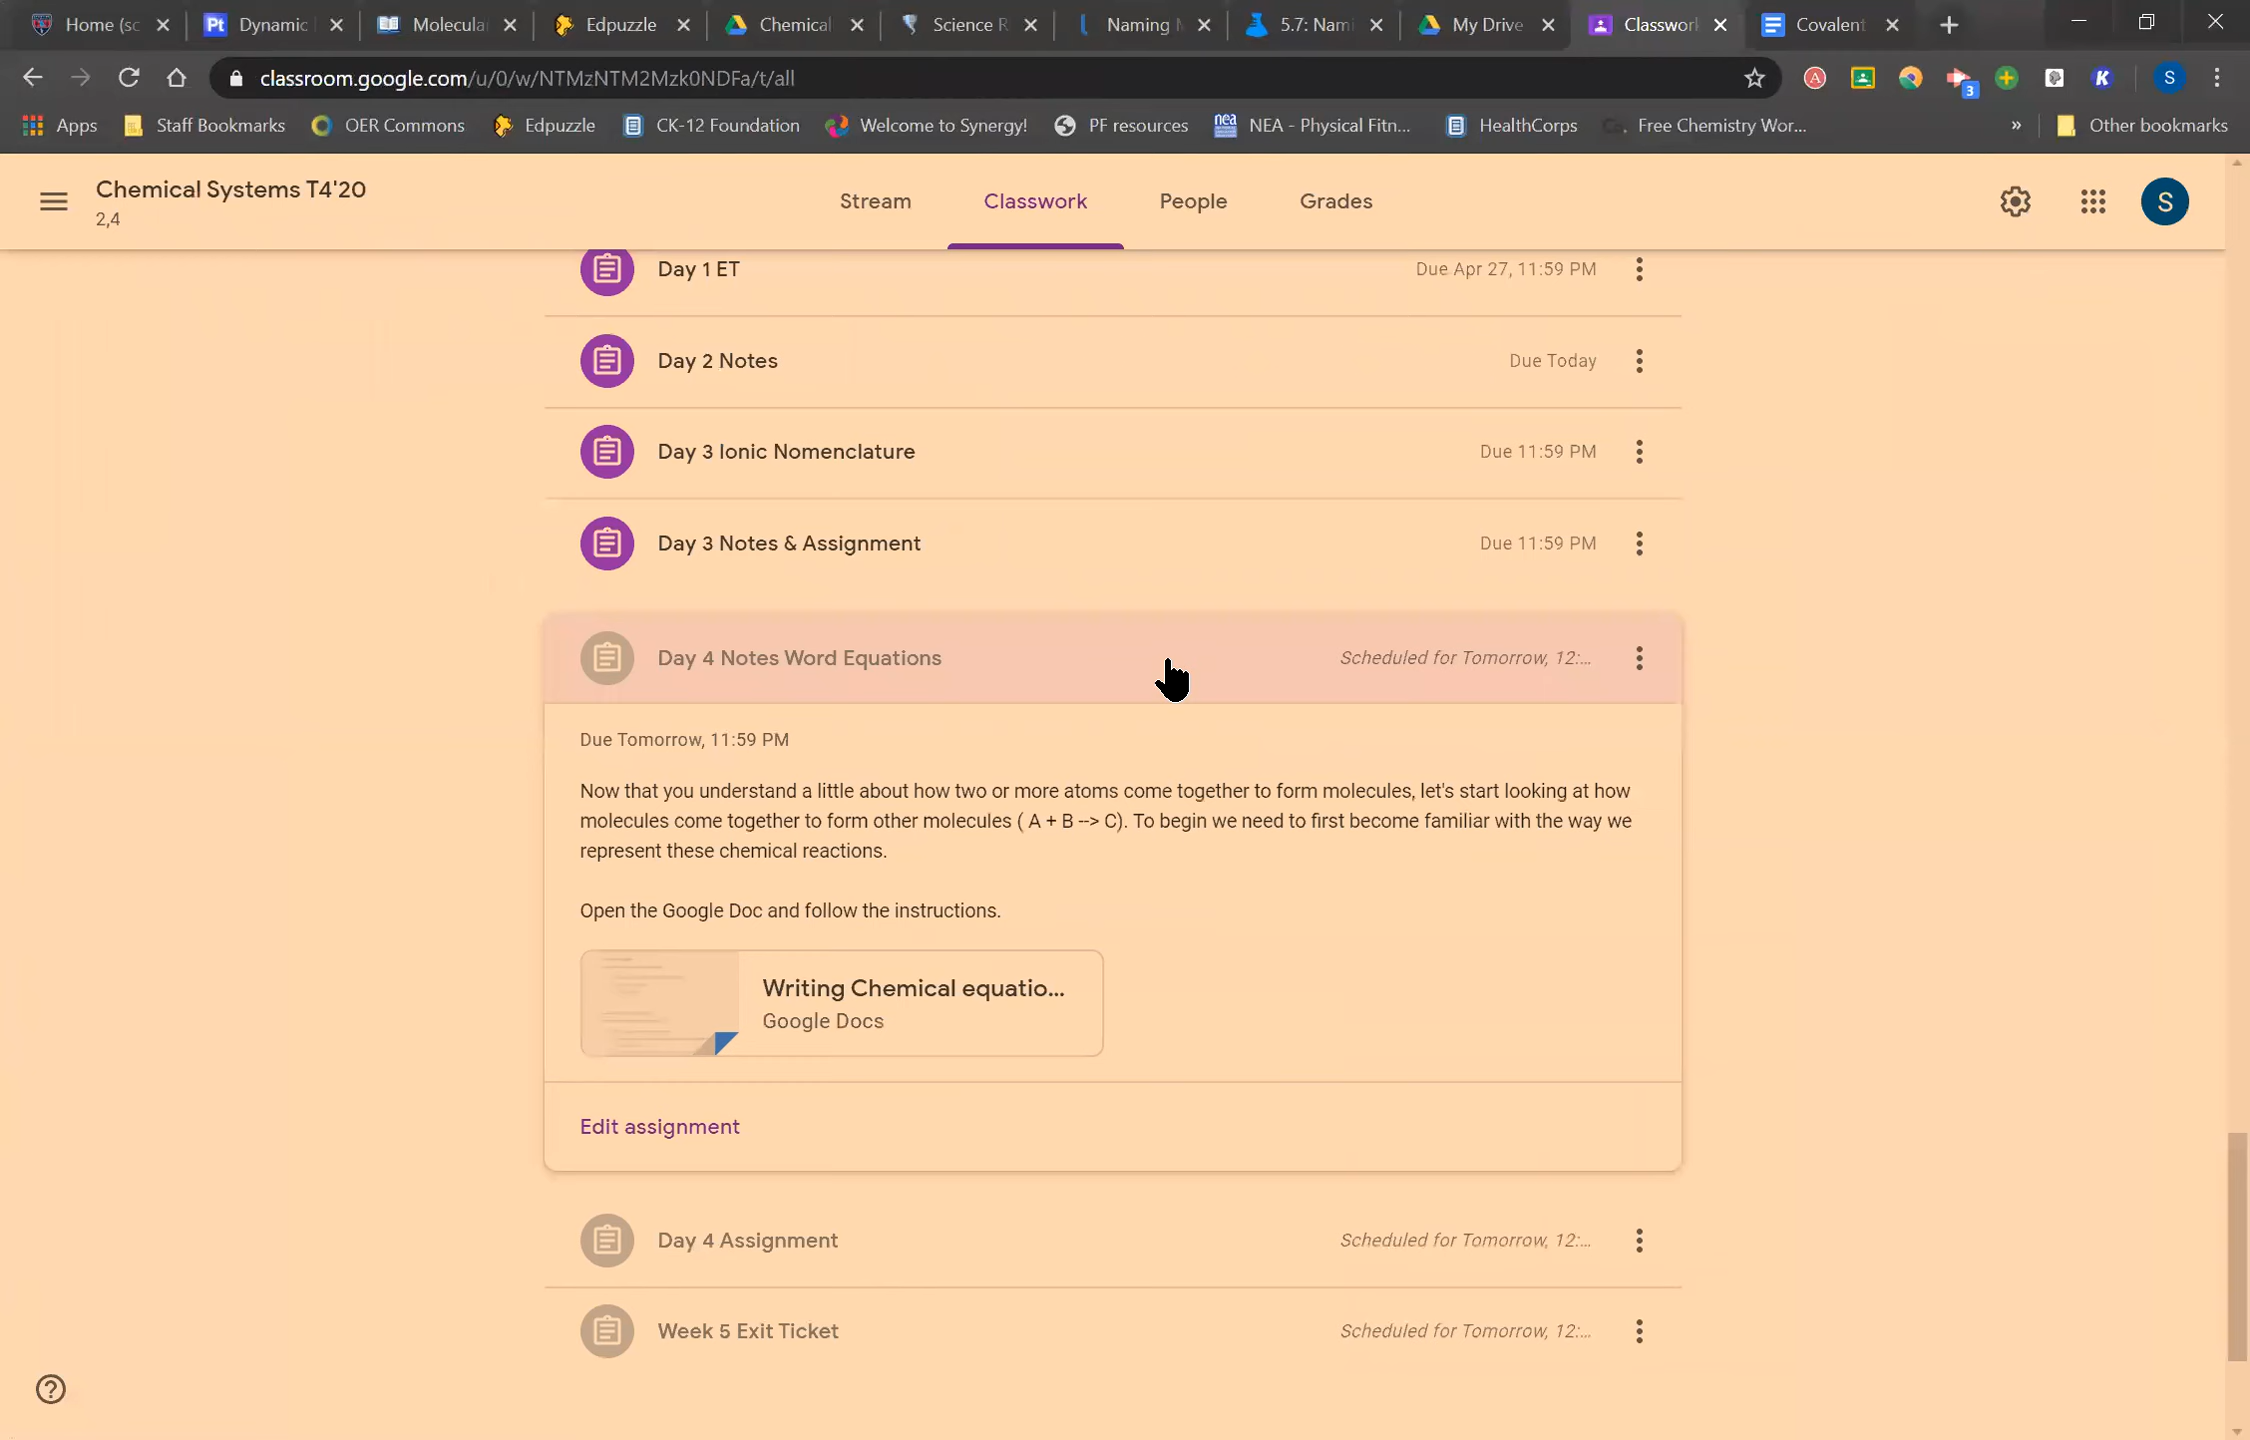 Home (sc
Dynamic
Molecula
Edpuzzle
Chemical
Science R
Naming M
5.7: Nami
My Drive
Classwork
Covalent
classroom.google.com/u/0/w/NTMzNTM2Mzk0NDFa/t/all
A
3
K
S
Apps
Staff Bookmarks
OER Commons
Edpuzzle
CK-12 Foundation
Welcome to Synergy!
PF resources
nea
NEA - Physical Fitn...
HealthCorps
Free Chemistry Wor...
»
Other bookmarks
Chemical Systems T4'20
2,4
Stream
Classwork
People
Grades
S
Day 1 ET
Due Apr 27, 11:59 PM
Day 2 Notes
Due Today
Day 3 Ionic Nomenclature
Due 11:59 PM
Day 3 Notes & Assignment
Due 11:59 PM
Day 4 Notes Word Equations
Scheduled for Tomorrow, 12:...
Due Tomorrow, 11:59 PM
Now that you understand a little about how two or more atoms come together to form molecules, let's start looking at how
molecules come together to form other molecules ( A + B --> C). To begin we need to first become familiar with the way we
represent these chemical reactions.
Open the Google Doc and follow the instructions.
Writing Chemical equatio...
Google Docs
Edit assignment
Day 4 Assignment
Scheduled for Tomorrow, 12:...
Week 5 Exit Ticket
Scheduled for Tomorrow, 12:...